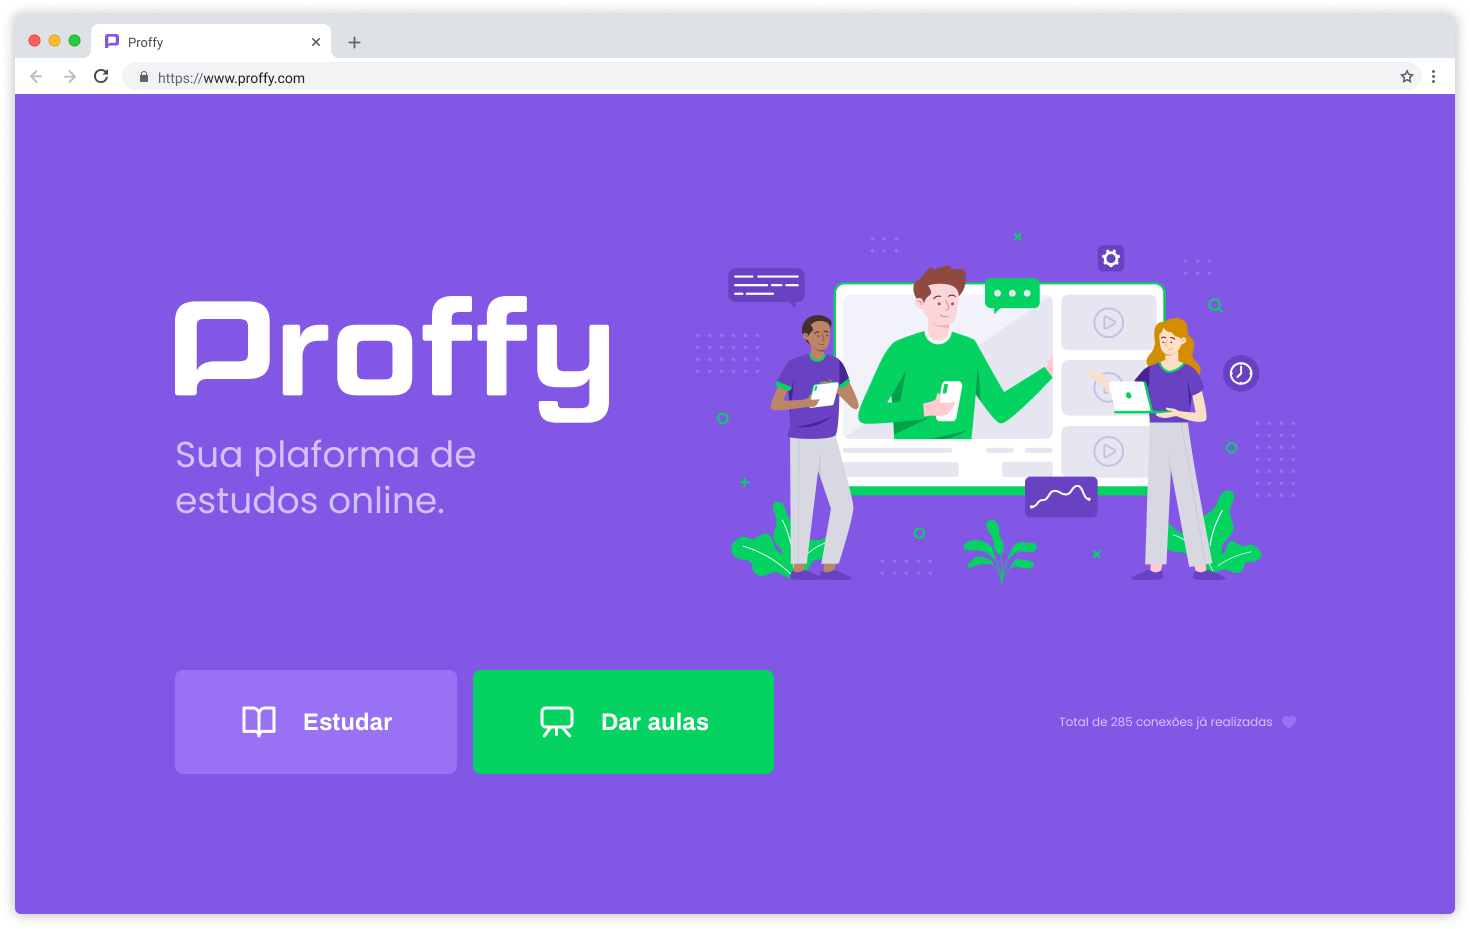 Proffy
https://www.proffy.com
Proffy
Sua plaforma de
estudos online.
Estudar
Dar aulas
Total de 285 conexões já realizadas